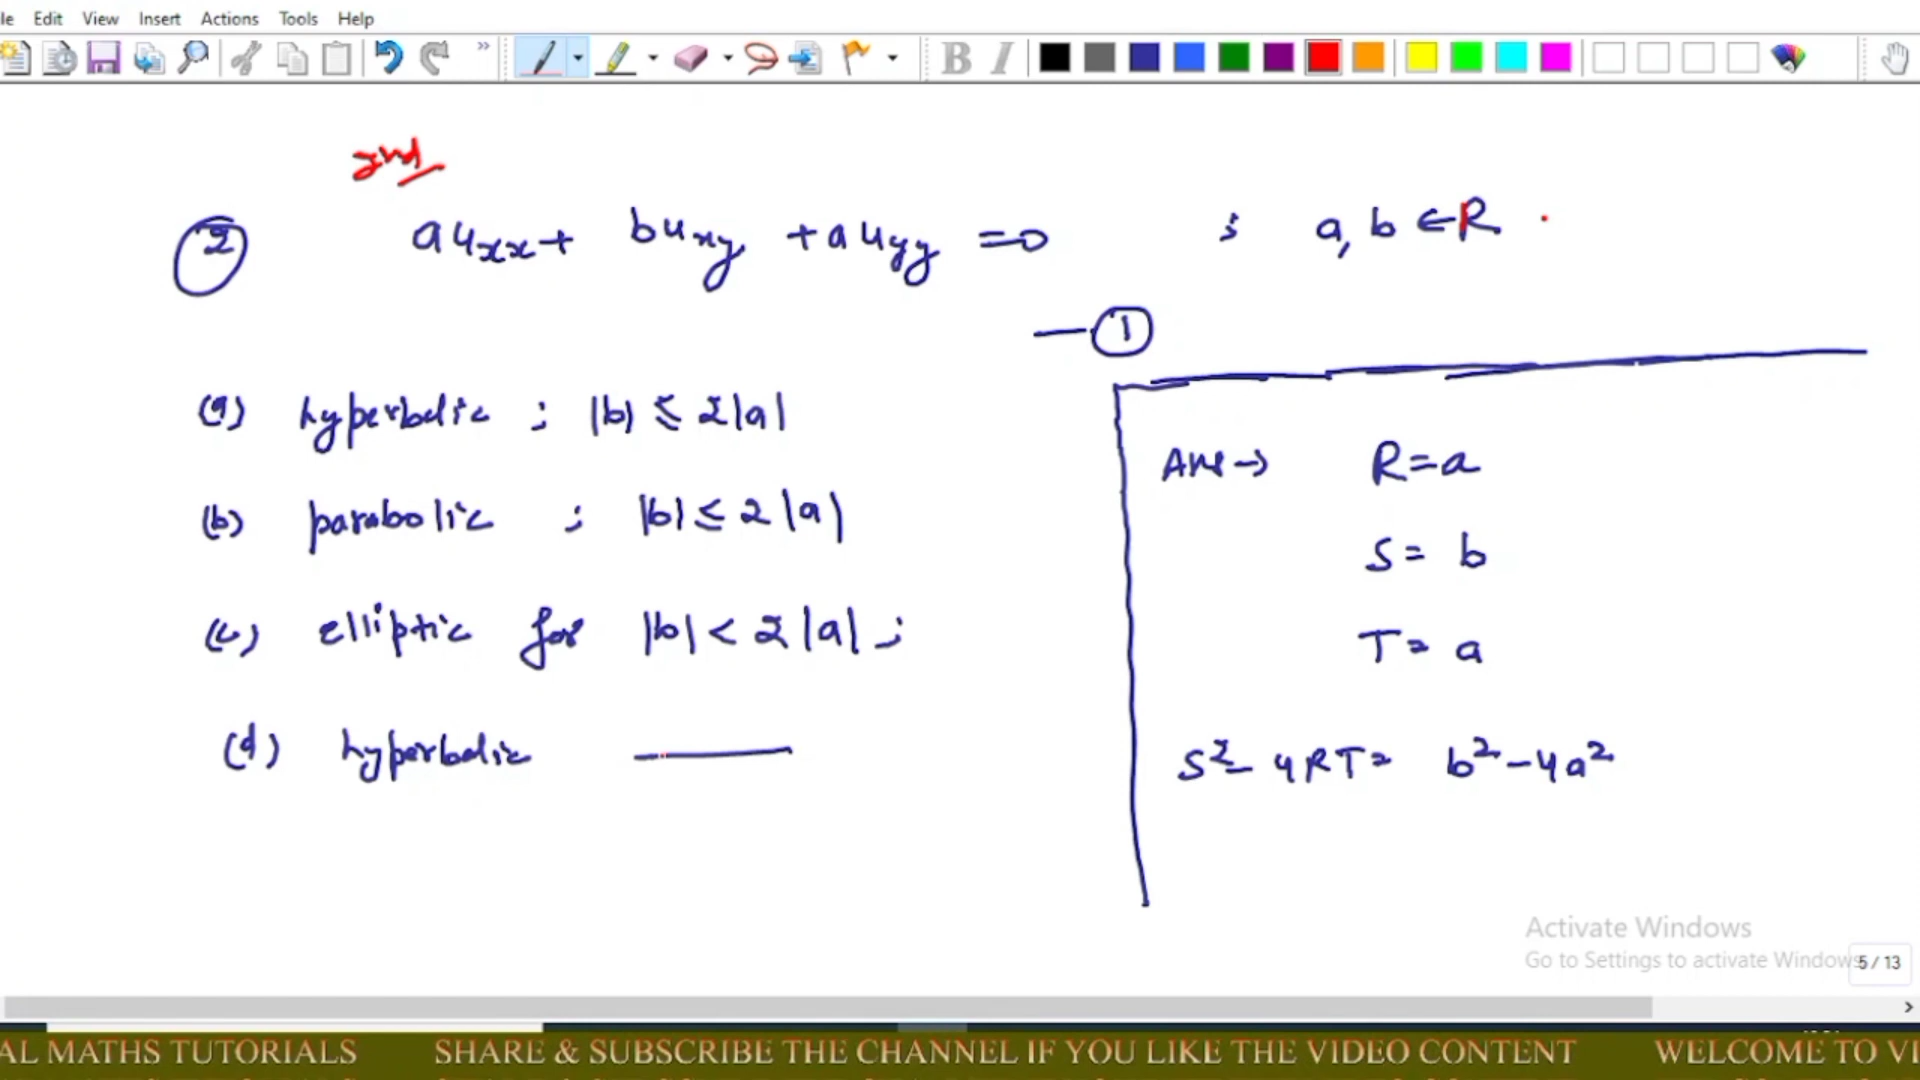 le Edit View Insert Actions Tools Help
B I
2nd
② au_xx + bu_xy + au_yy = 0 ; a, b ∈ R .
— ①
(a) hyperbolic ; |b| ≤ 2|a|
(b) parabolic ; |b| ≤ 2|a|
(c) elliptic for |b| < 2|a| ;
(d) hyperbolic ——
Ans → R = a
S = b
T = a
S² - 4RT = b² - 4a²
Activate Windows
Go to Settings to activate Windows
5 / 13
AL MATHS TUTORIALS SHARE & SUBSCRIBE THE CHANNEL IF YOU LIKE THE VIDEO CONTENT WELCOME TO VI